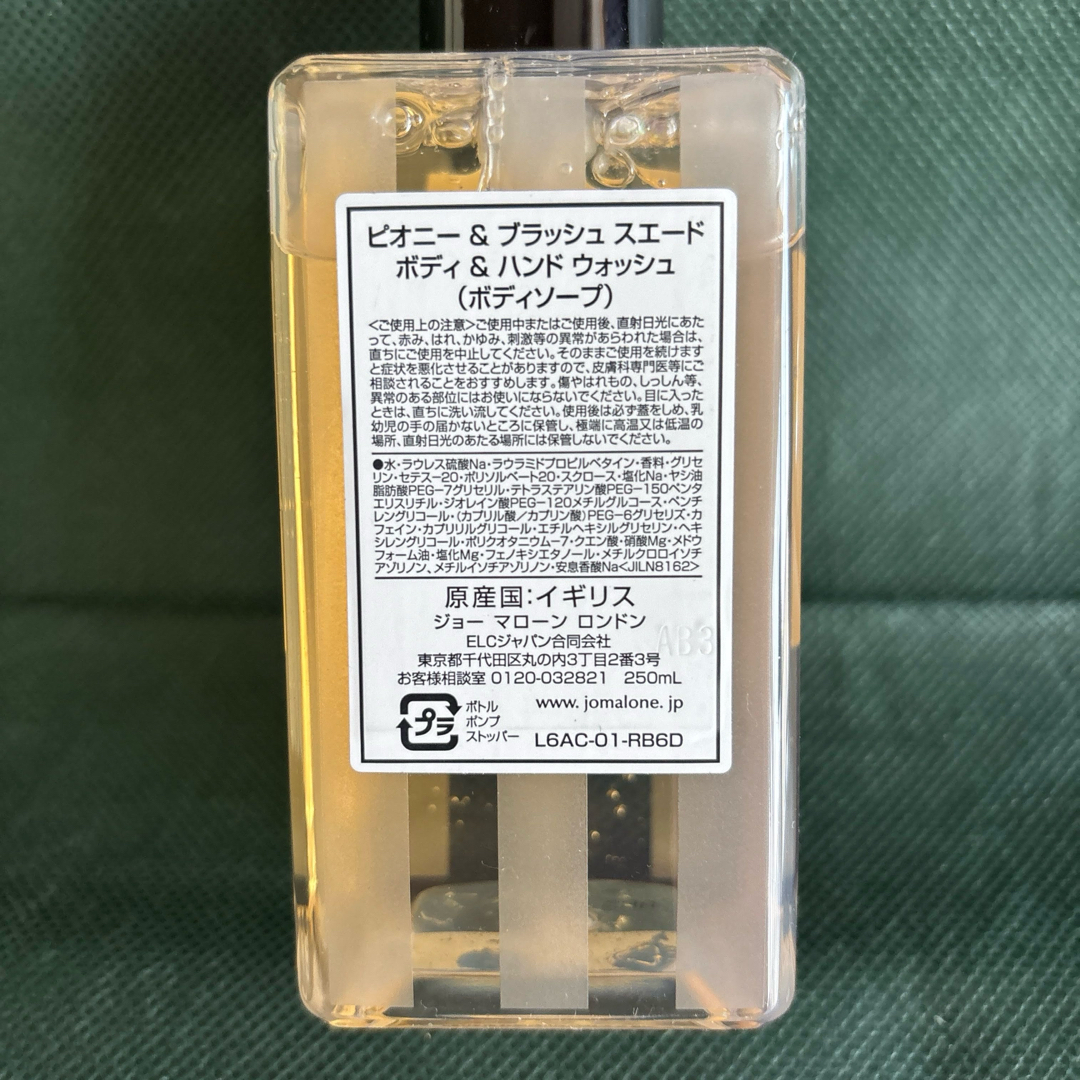 ピオニー & ブラッシュ スエード
ボディ & ハンド ウォッシュ
（ボディソープ）
<ご使用上の注意>ご使用中またはご使用後、直射日光にあた
って、赤み、はれ、かゆみ、刺激等の異常があらわれた場合は、
直ちにご使用を中止してください。そのままご使用を続けます
と症状を悪化させることがありますので、皮膚科専門医等にご
相談されることをおすすめします。傷やはれもの、しっしん等、
異常のある部位にはお使いにならないでください。目に入った
ときは、直ちに洗い流してください。使用後は必ず蓋をしめ、乳
幼児の手の届かないところに保管し、極端に高温又は低温の
場所、直射日光のあたる場所には保管しないでください。
●水・ラウレス硫酸Na・ラウラミドプロピルベタイン・香料・グリセ
リン・セテス-20・ポリソルベート20・スクロース・塩化Na・ヤシ油
脂肪酸PEG-7グリセリル・テトラステアリン酸PEG-150ペンタ
エリスリチル・ジオレイン酸PEG-120メチルグルコース・ペンチ
レングリコール・(カプリル酸／カプリン酸)PEG-6グリセリズ・カ
フェイン・カプリリルグリコール・エチルヘキシルグリセリン・ヘキ
シレングリコール・ポリクオタニウム-7・クエン酸・硝酸Mg・メドウ
フォーム油・塩化Mg・フェノキシエタノール・メチルクロロイソチ
アゾリノン、メチルイソチアゾリノン・安息香酸Na<JILN8162>
原産国：イギリス
ジョー マローン ロンドン
ELCジャパン合同会社
AB3
東京都千代田区丸の内3丁目2番3号
お客様相談室 0120-032821 250mL
プラ
ボトル
ポンプ
ストッパー
www. jomalone. jp
L6AC-01-RB6D